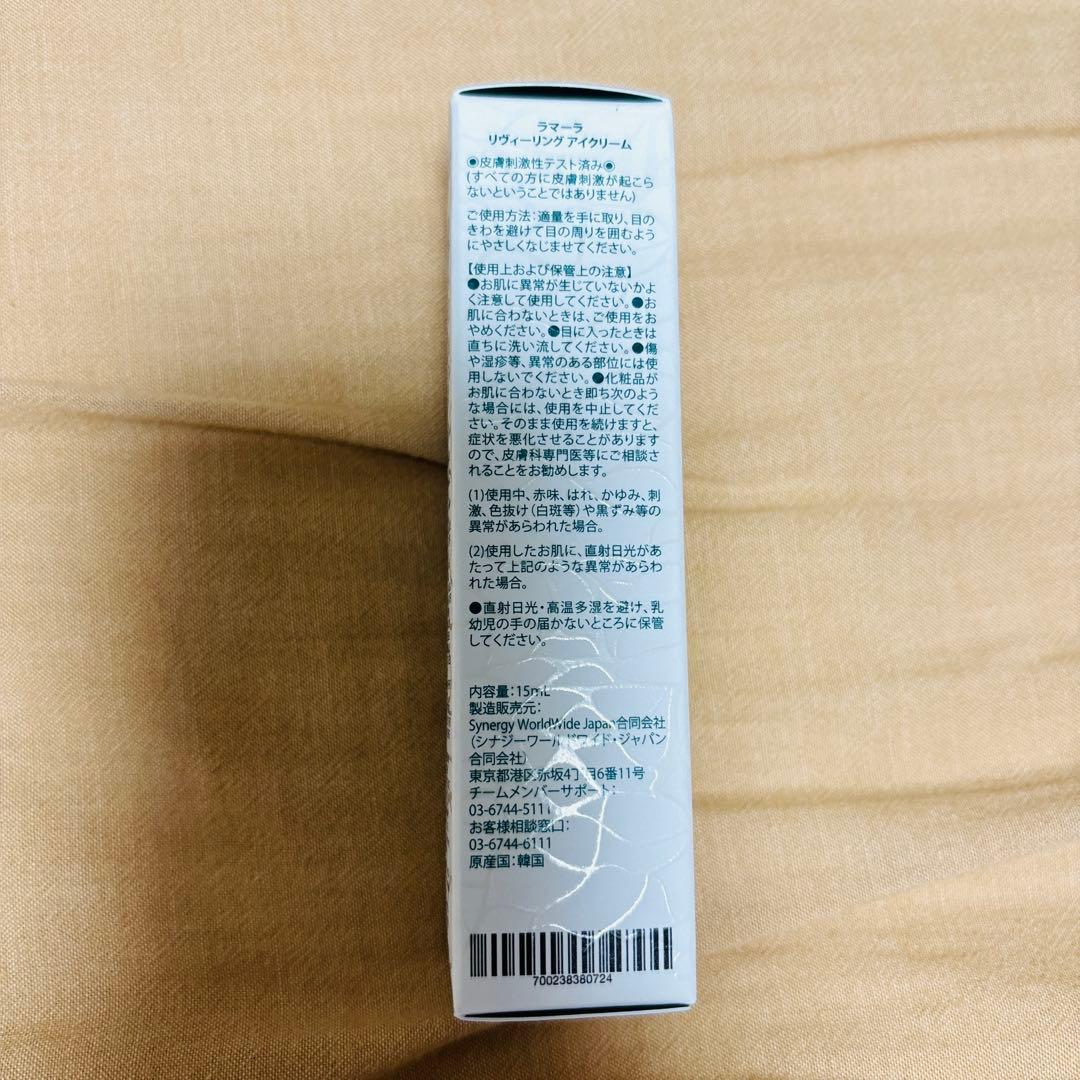 ラマーラ
リヴィーリング アイクリーム
◉皮膚刺激性テスト済み◉
(すべての方に皮膚刺激が起こら
ないということではありません)
ご使用方法：適量を手に取り、目の
きわを避けて目の周りを囲むよう
にやさしくなじませてください。
【使用上および保管上の注意】
●お肌に異常が生じていないかよ
く注意して使用してください。●お
肌に合わないときは、ご使用をお
やめください。●目に入ったときは
直ちに洗い流してください。●傷
や湿疹等、異常のある部位には使
用しないでください。●化粧品が
お肌に合わないとき即ち次のよう
な場合には、使用を中止してくだ
さい。そのまま使用を続けますと、
症状を悪化させることがあります
ので、皮膚科専門医等にご相談さ
れることをお勧めします。
(1)使用中、赤味、はれ、かゆみ、刺
激、色抜け(白斑等)や黒ずみ等の
異常があらわれた場合。
(2)使用したお肌に、直射日光があ
たって上記のような異常があらわ
れた場合。
●直射日光・高温多湿を避け、乳
幼児の手の届かないところに保管
してください。
内容量：15mL
製造販売元：
Synergy WorldWide Japan合同会社
(シナジーワールドワイド・ジャパン
合同会社)
東京都港区赤坂4丁目6番11号
チームメンバーサポート：
03-6744-5111
お客様相談窓口：
03-6744-6111
原産国：韓国
700238380724